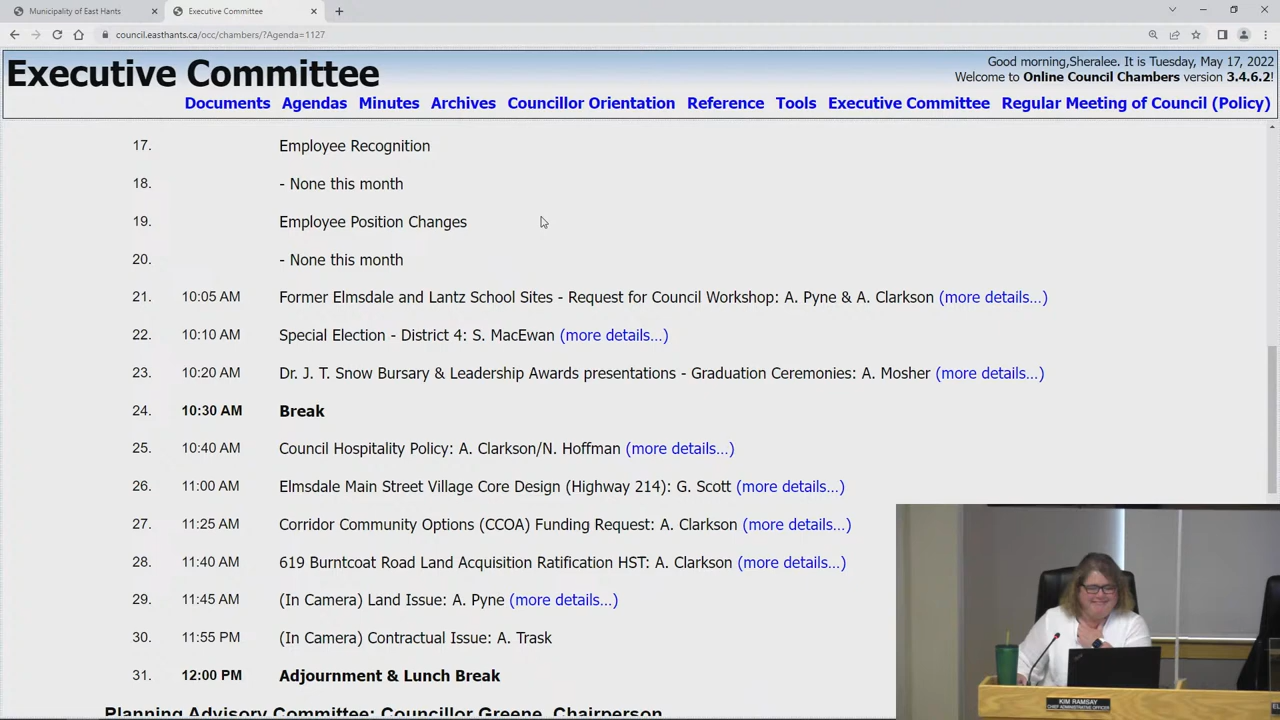 Municipality of East Hants
Executive Committee
council.easthants.ca/occ/chambers/?Agenda=1127
Executive Committee
Good morning,Sheralee. It is Tuesday, May 17, 2022
Welcome to Online Council Chambers version 3.4.6.2!
Documents Agendas Minutes Archives Councillor Orientation Reference Tools Executive Committee Regular Meeting of Council (Policy)
17. Employee Recognition
18. - None this month
19. Employee Position Changes
20. - None this month
21. 10:05 AM Former Elmsdale and Lantz School Sites - Request for Council Workshop: A. Pyne & A. Clarkson (more details...)
22. 10:10 AM Special Election - District 4: S. MacEwan (more details...)
23. 10:20 AM Dr. J. T. Snow Bursary & Leadership Awards presentations - Graduation Ceremonies: A. Mosher (more details...)
24. 10:30 AM Break
25. 10:40 AM Council Hospitality Policy: A. Clarkson/N. Hoffman (more details...)
26. 11:00 AM Elmsdale Main Street Village Core Design (Highway 214): G. Scott (more details...)
27. 11:25 AM Corridor Community Options (CCOA) Funding Request: A. Clarkson (more details...)
28. 11:40 AM 619 Burntcoat Road Land Acquisition Ratification HST: A. Clarkson (more details...)
29. 11:45 AM (In Camera) Land Issue: A. Pyne (more details...)
30. 11:55 PM (In Camera) Contractual Issue: A. Trask
31. 12:00 PM Adjournment & Lunch Break
Planning Advisory Committee Councillor Greene, Chairperson
KIM RAMSAY
CHIEF ADMINISTRATIVE OFFICER